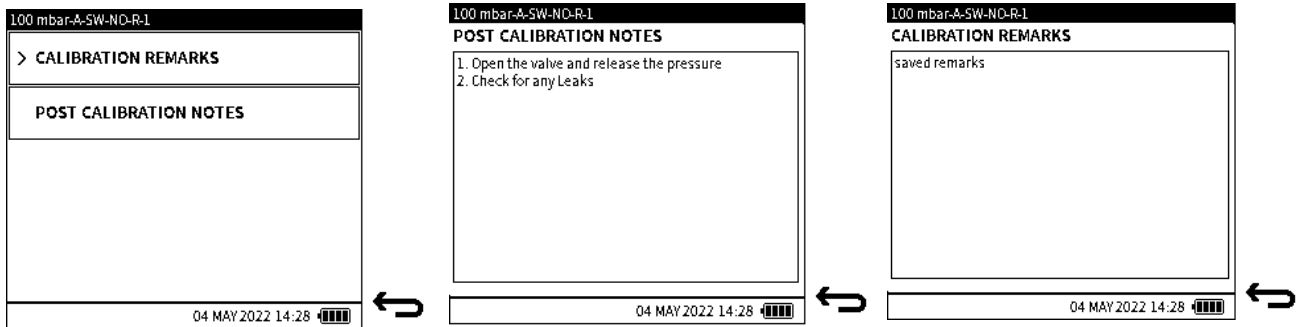 100 mbar-A-SW-NO-R-1
> CALIBRATION REMARKS
POST CALIBRATION NOTES
04 MAY 2022 14:28
100 mbar-A-SW-NO-R-1
POST CALIBRATION NOTES
1. Open the valve and release the pressure
2. Check for any Leaks
04 MAY 2022 14:28
100 mbar-A-SW-NO-R-1
CALIBRATION REMARKS
saved remarks
04 MAY 2022 14:28